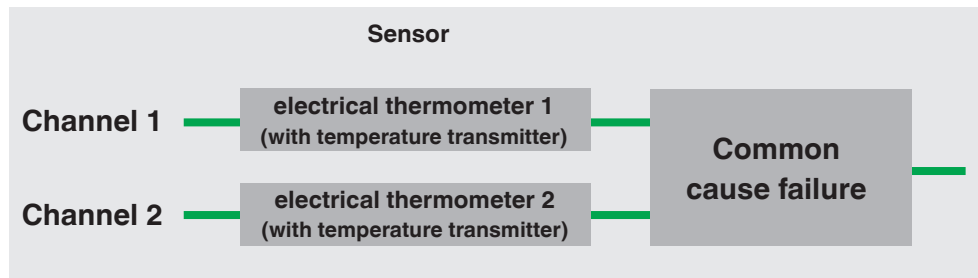 Sensor
Channel 1
electrical thermometer 1
(with temperature transmitter)
Common
cause failure
Channel 2
electrical thermometer 2
(with temperature transmitter)